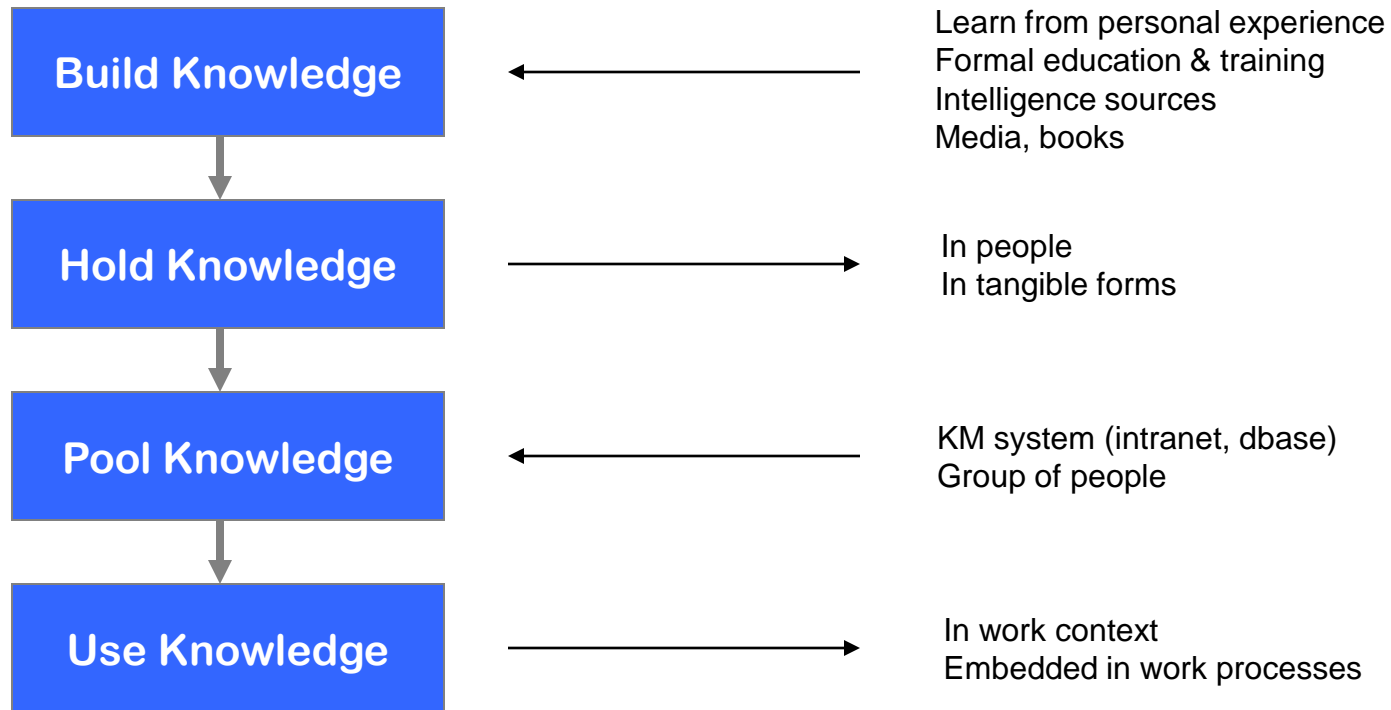 Build Knowledge
Learn from personal experience
Formal education & training
Intelligence sources
Media, books
Hold Knowledge
In people
In tangible forms
Pool Knowledge
KM system (intranet, dbase)
Group of people
Use Knowledge
In work context
Embedded in work processes